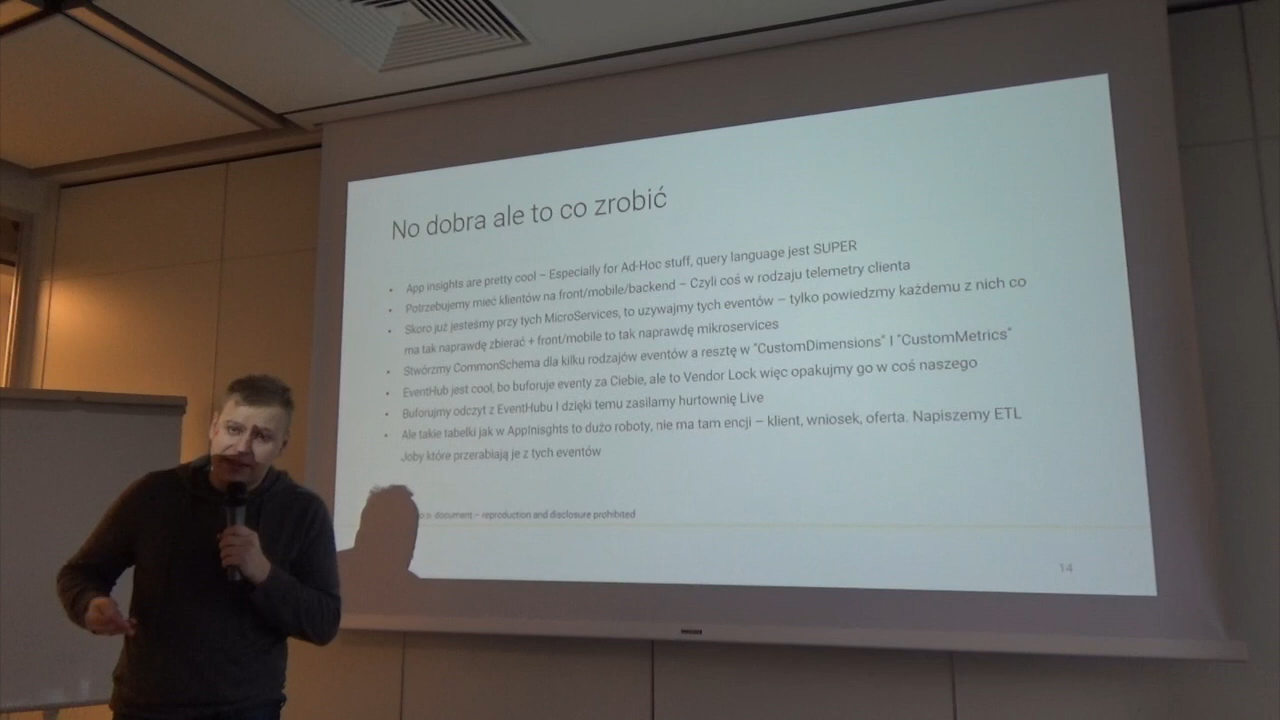 No dobra ale to co zrobić
• App insights are pretty cool – Especially for Ad-Hoc stuff, query language jest SUPER
• Potrzebujemy mieć klientów na front/mobile/backend – Czyli coś w rodzaju telemetry clienta
• Skoro już jesteśmy przy tych MicroServices, to uzywajmy tych eventów – tylko powiedzmy każdemu z nich co
ma tak naprawdę zbierać + front/mobile to tak naprawdę mikroservices
• Stwórzmy CommonSchema dla kilku rodzajów eventów a resztę w "CustomDimensions" I "CustomMetrics"
• EventHub jest cool, bo buforuje eventy za Ciebie, ale to Vendor Lock więc opakujmy go w coś naszego
• Buforujmy odczyt z EventHubu I dzięki temu zasilamy hurtownię Live
• Ale takie tabelki jak w AppInisghts to dużo roboty, nie ma tam encji – klient, wniosek, oferta. Napiszemy ETL
Joby które przerabiają je z tych eventów
document – reproduction and disclosure prohibited
14